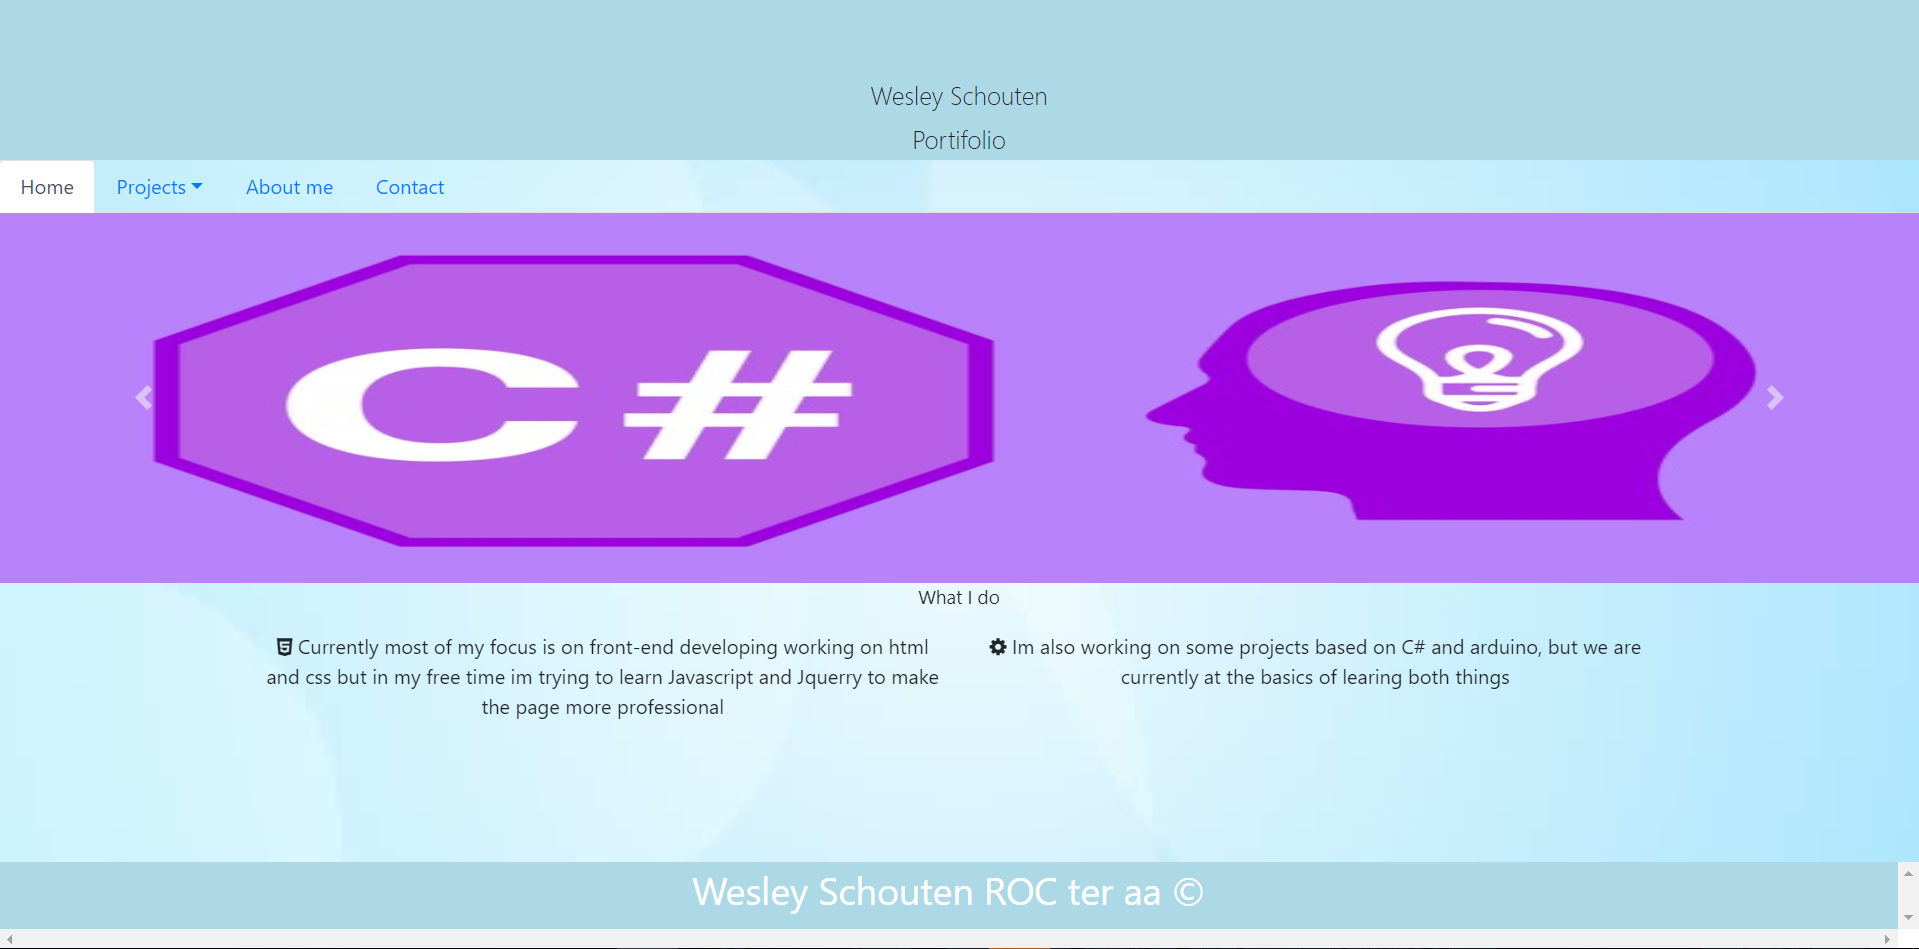 Wesley Schouten
Portifolio
Home Projects About me Contact
C#
What I do
Currently most of my focus is on front-end developing working on html
and css but in my free time im trying to learn Javascript and Jquerry to make
the page more professional
Im also working on some projects based on C# and arduino, but we are
currently at the basics of learing both things
Wesley Schouten ROC ter aa ©